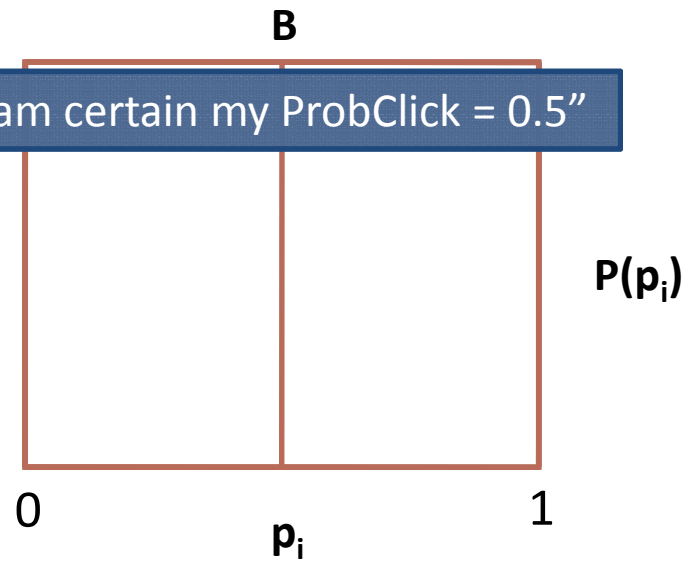 B
am certain my ProbClick = 0.5”
P(pᵢ)
0
1
pᵢ